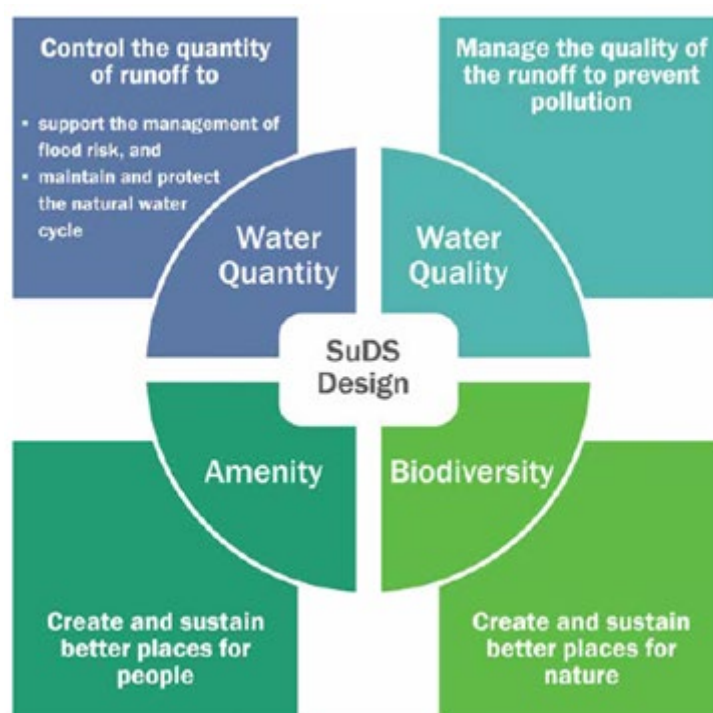 Control the quantity
of runoff to
• support the management of
flood risk, and
• maintain and protect
the natural water
cycle
Manage the quality of
the runoff to prevent
pollution
Water
Quantity
Water
Quality
SuDS
Design
Amenity
Biodiversity
Create and sustain
better places for
people
Create and sustain
better places for
nature